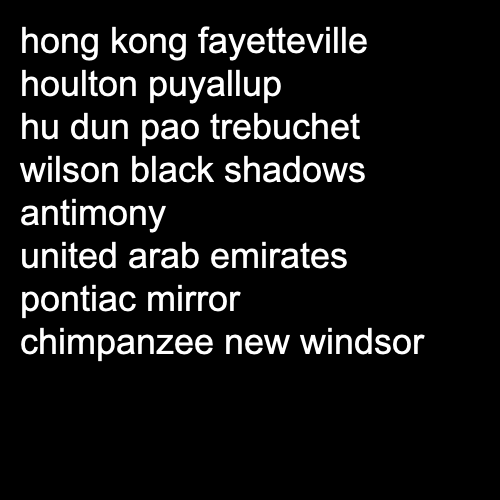 hong kong fayetteville
houlton puyallup
hu dun pao trebuchet
wilson black shadows
antimony
united arab emirates
pontiac mirror
chimpanzee new windsor